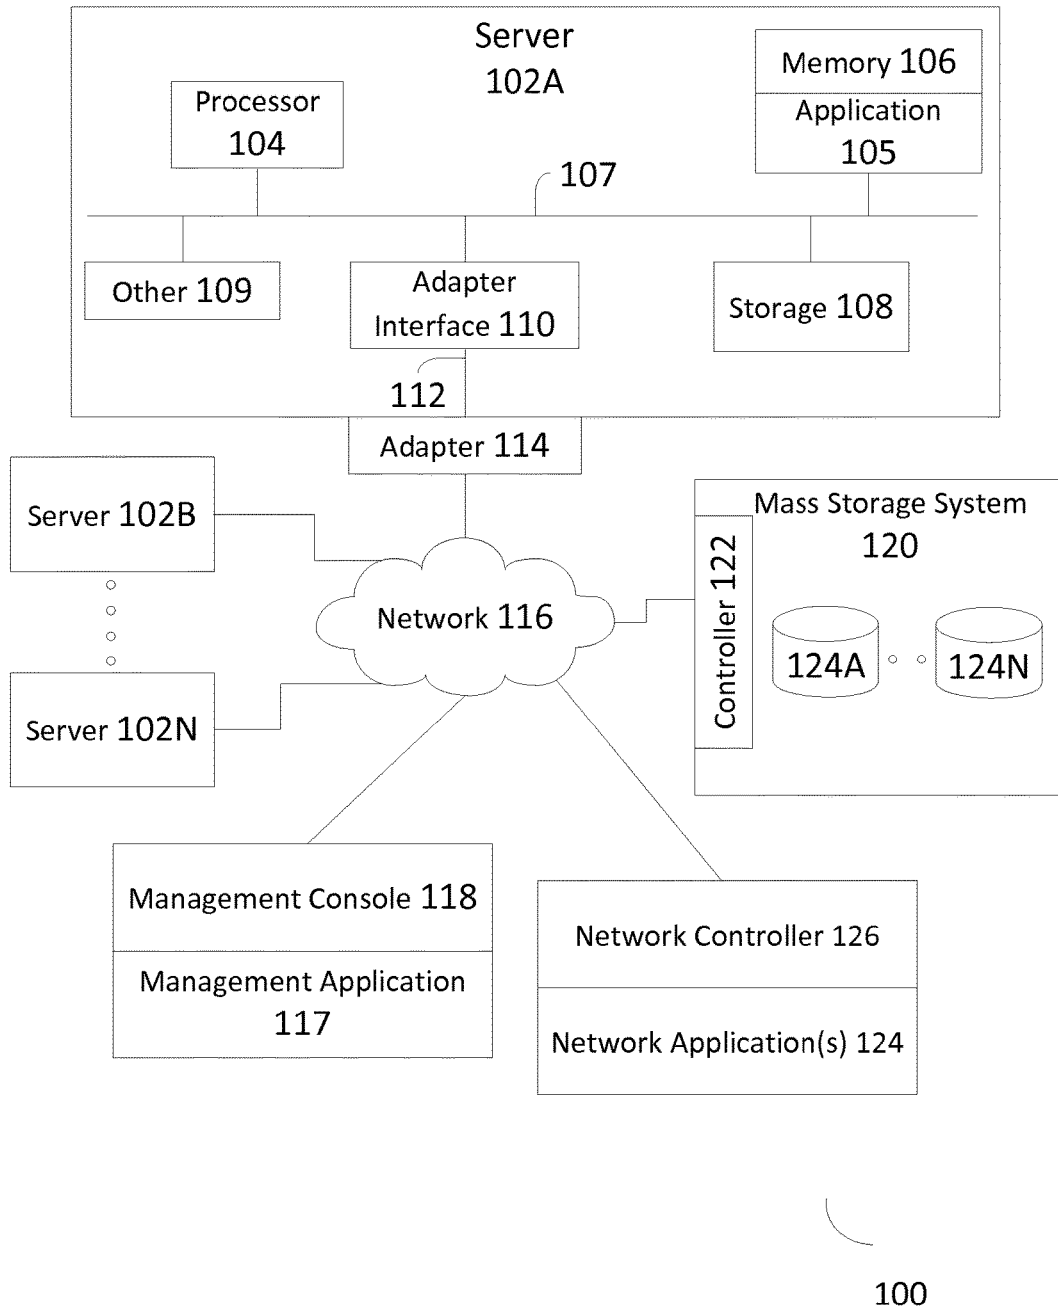 Server
102A
Memory 106
Application
105
Processor
104
107
Other 109
Adapter
Interface 110
Storage 108
112
Adapter 114
Server 102B
Mass Storage System
120
Controller 122
Network 116
124A
124N
Server 102N
Management Console 118
Management Application
117
Network Controller 126
Network Application(s) 124
100